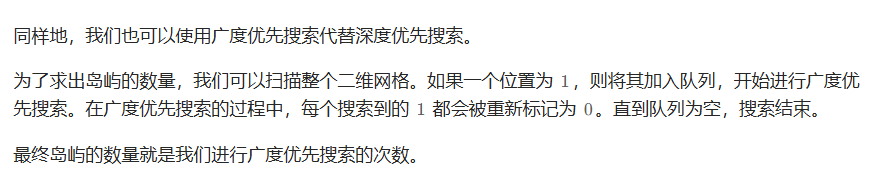 同样地，我们也可以使用广度优先搜索代替深度优先搜索。
为了求出岛屿的数量，我们可以扫描整个二维网格。如果一个位置为 1，则将其加入队列，开始进行广度优
先搜索。在广度优先搜索的过程中，每个搜索到的 1 都会被重新标记为 0。直到队列为空，搜索结束。
最终岛屿的数量就是我们进行广度优先搜索的次数。